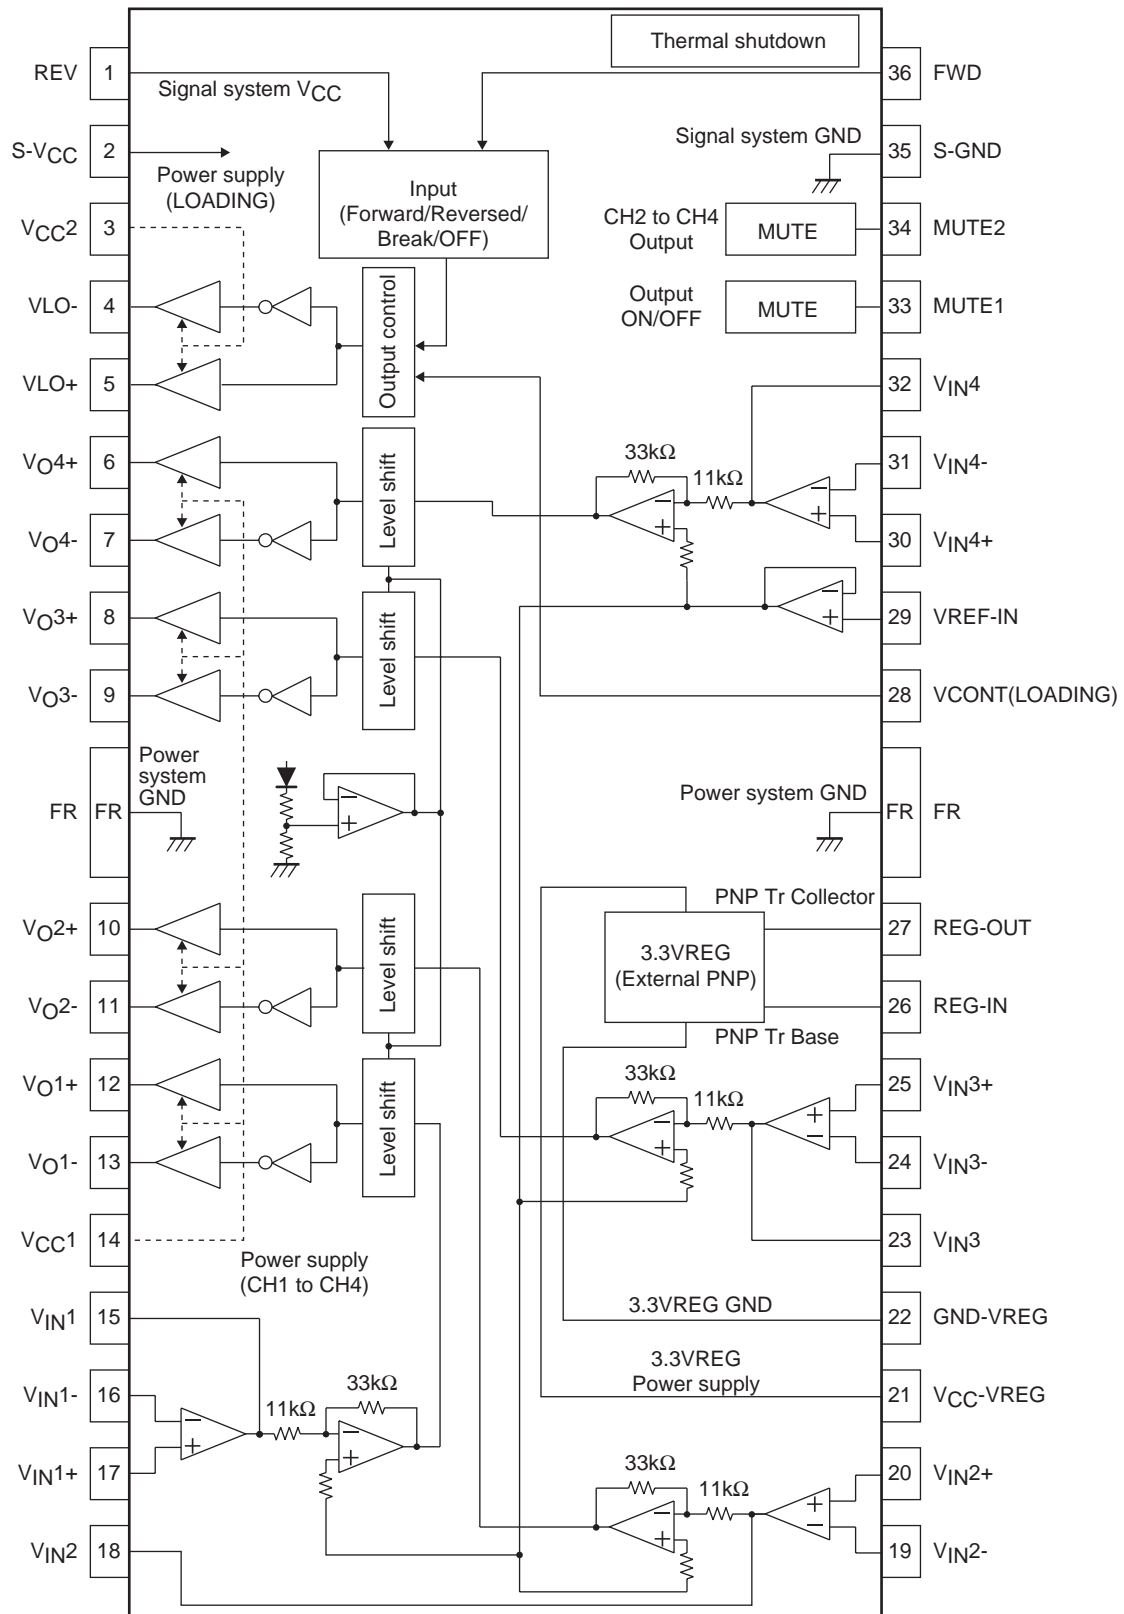 Thermal shutdown
REV 1
Signal system VCC
36 FWD
S-VCC 2
Power supply
(LOADING)
Input
(Forward/Reversed/
Break/OFF)
Signal system GND
35 S-GND
VCC2 3
CH2 to CH4
Output
MUTE
34 MUTE2
VLO- 4
Output control
Output
ON/OFF
MUTE
33 MUTE1
VLO+ 5
32 VIN4
VO4+ 6
Level shift
33kΩ
11kΩ
−
+
−
+
31 VIN4-
VO4- 7
30 VIN4+
VO3+ 8
Level shift
−
+
29 VREF-IN
VO3- 9
28 VCONT(LOADING)
Power
system
GND
FR FR
−
+
Power system GND
FR FR
VO2+ 10
Level shift
PNP Tr Collector
3.3VREG
(External PNP)
27 REG-OUT
VO2- 11
26 REG-IN
PNP Tr Base
VO1+ 12
Level shift
33kΩ
11kΩ
−
+
+
−
25 VIN3+
VO1- 13
24 VIN3-
VCC1 14
Power supply
(CH1 to CH4)
23 VIN3
VIN1 15
3.3VREG GND
22 GND-VREG
3.3VREG
Power supply
VIN1- 16
−
+
11kΩ
33kΩ
−
+
21 VCC-VREG
VIN1+ 17
33kΩ
11kΩ
−
+
+
−
20 VIN2+
VIN2 18
19 VIN2-